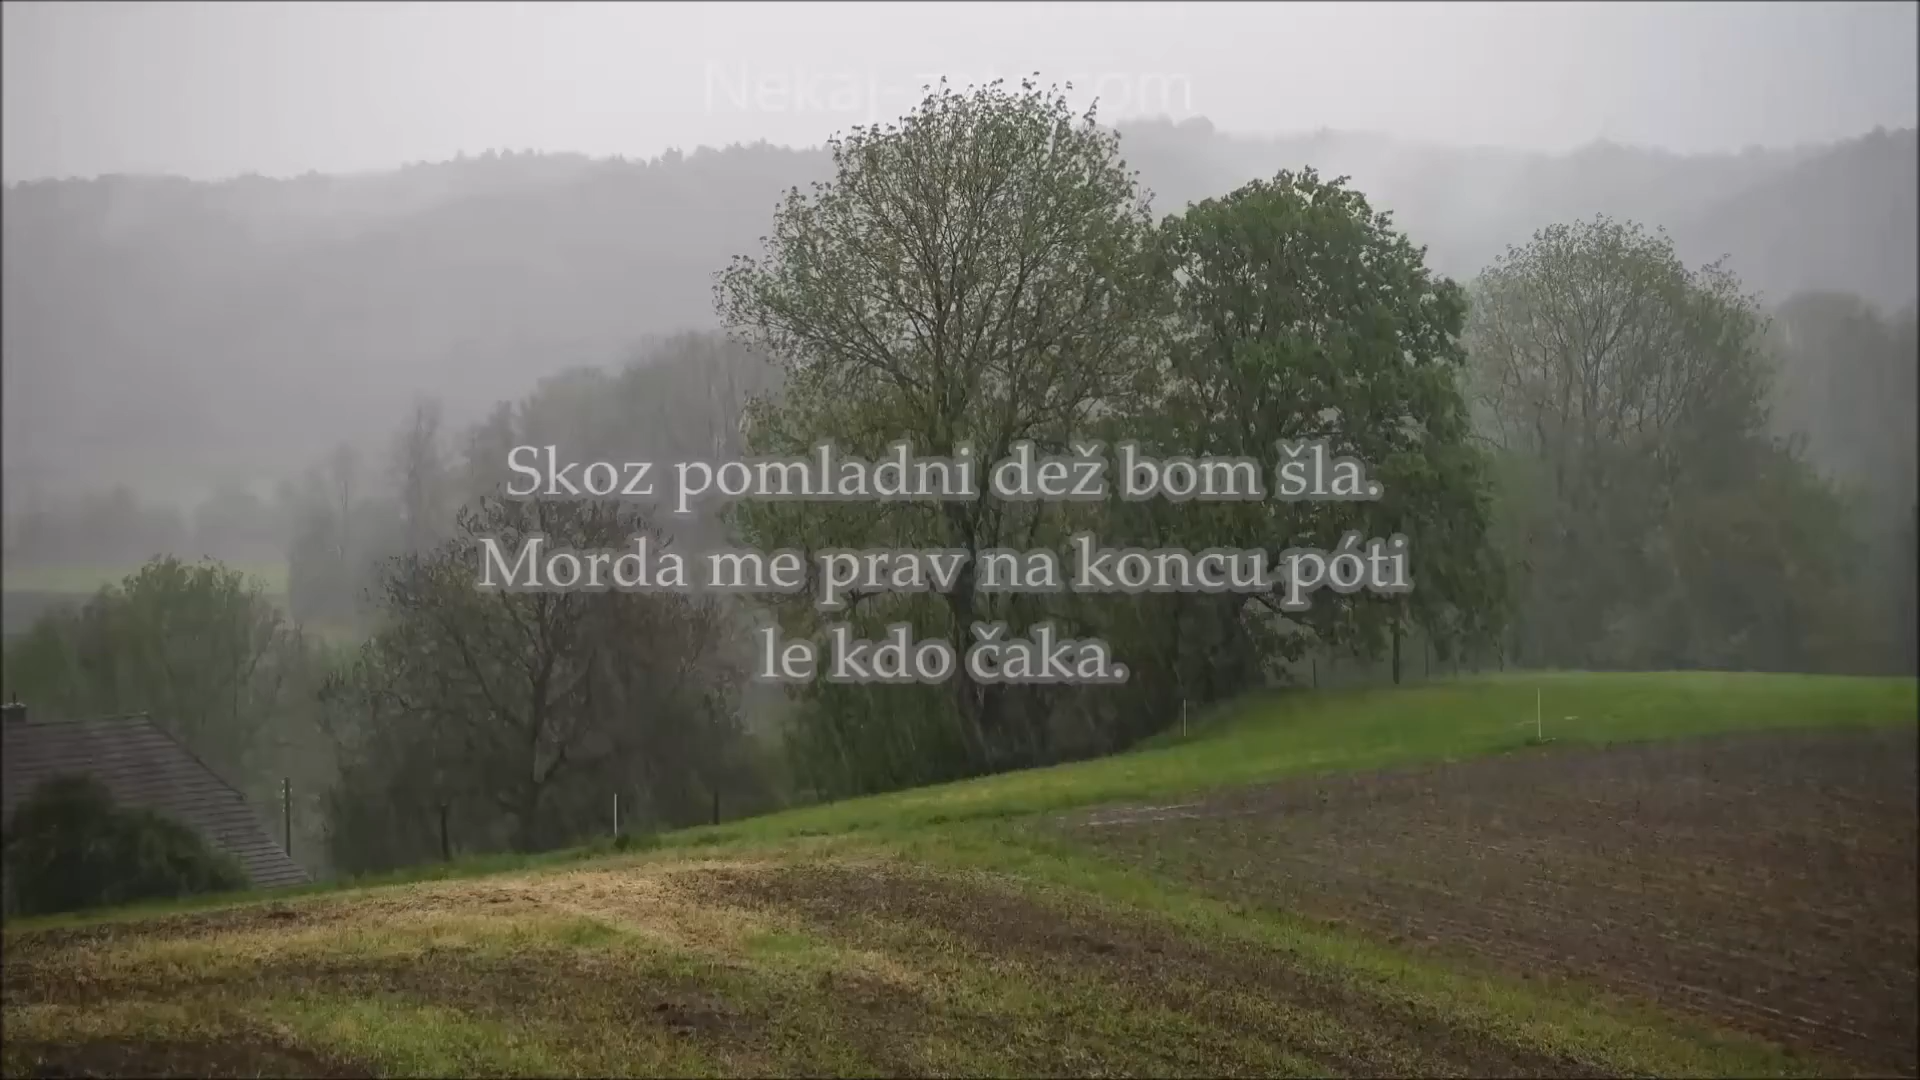 Skoz pomladni dež bom šla.
Morda me prav na koncu póti
le kdo čaka.